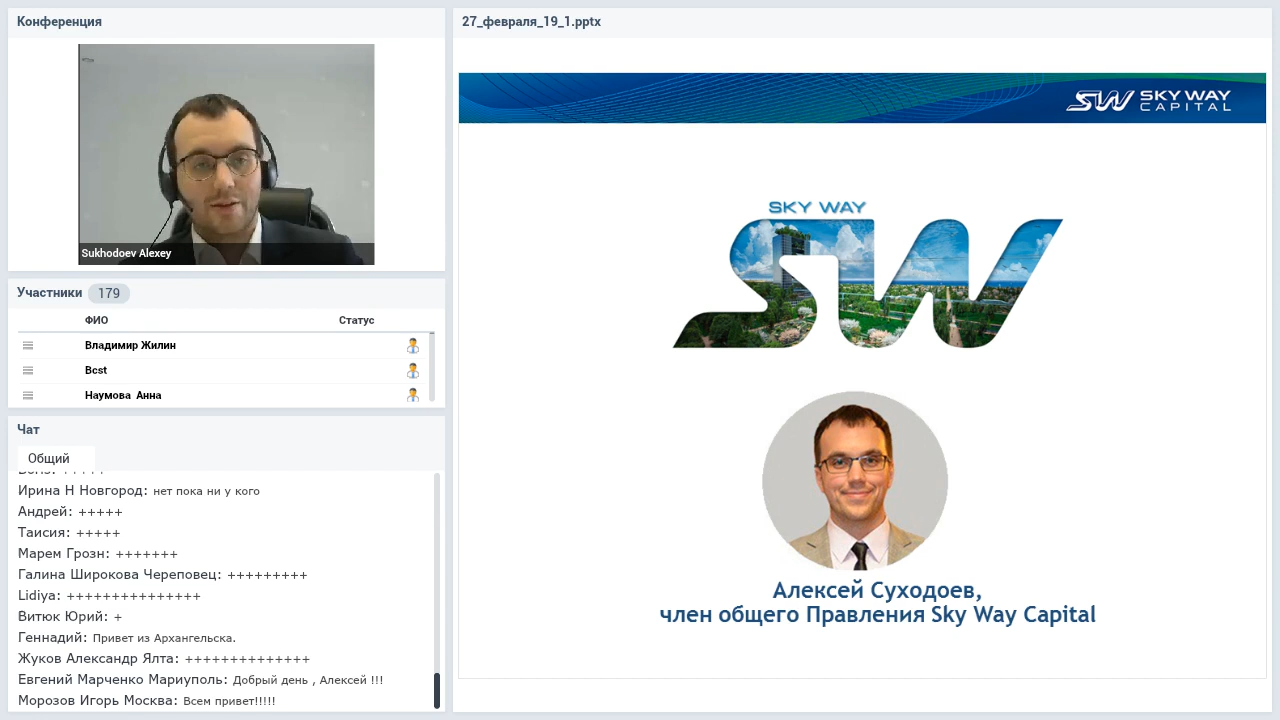 Конференция
Sukhodoev Alexey
Участники 179
ФИО Статус
Владимир Жилин
Bcst
Наумова Анна
Чат
Общий
Ирина Н Новгород: нет пока ни у кого
Андрей: +++++
Таисия: +++++
Марем Грозн: +++++++
Галина Широкова Череповец: +++++++++
Lidiya: +++++++++++++++
Витюк Юрий: +
Геннадий: Привет из Архангельска.
Жуков Александр Ялта: ++++++++++++++
Евгений Марченко Мариуполь: Добрый день , Алексей !!!
Морозов Игорь Москва: Всем привет!!!!!
27_февраля_19_1.pptx
SW SKY WAY
CAPITAL
SKY WAY
SW
Алексей Суходоев,
член общего Правления Sky Way Capital